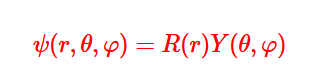 ψ(r, θ, φ) = R(r)Y(θ, φ)